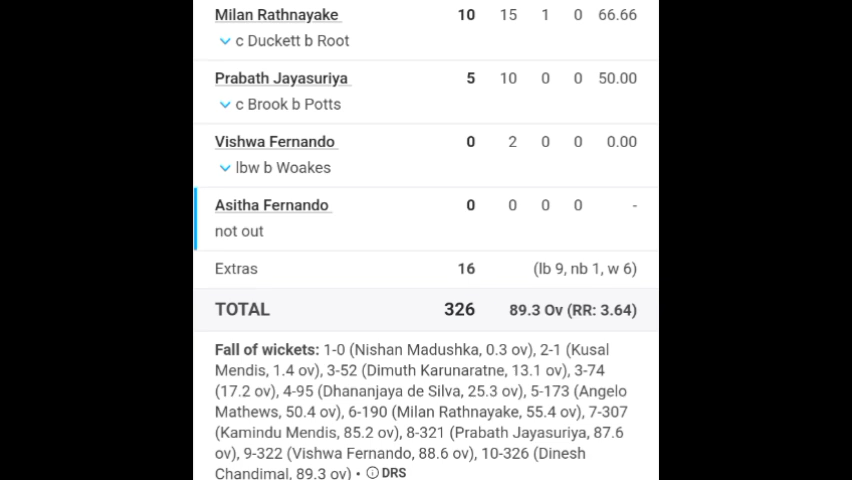 Milan Rathnayake 10 15 1 0 66.66
c Duckett b Root
Prabath Jayasuriya 5 10 0 0 50.00
c Brook b Potts
Vishwa Fernando 0 2 0 0 0.00
lbw b Woakes
Asitha Fernando 0 0 0 0 -
not out
Extras 16 (lb 9, nb 1, w 6)
TOTAL 326 89.3 Ov (RR: 3.64)
Fall of wickets: 1-0 (Nishan Madushka, 0.3 ov), 2-1 (Kusal
Mendis, 1.4 ov), 3-52 (Dimuth Karunaratne, 13.1 ov), 3-74
(17.2 ov), 4-95 (Dhananjaya de Silva, 25.3 ov), 5-173 (Angelo
Mathews, 50.4 ov), 6-190 (Milan Rathnayake, 55.4 ov), 7-307
(Kamindu Mendis, 85.2 ov), 8-321 (Prabath Jayasuriya, 87.6
ov), 9-322 (Vishwa Fernando, 88.6 ov), 10-326 (Dinesh
Chandimal, 89.3 ov) • DRS